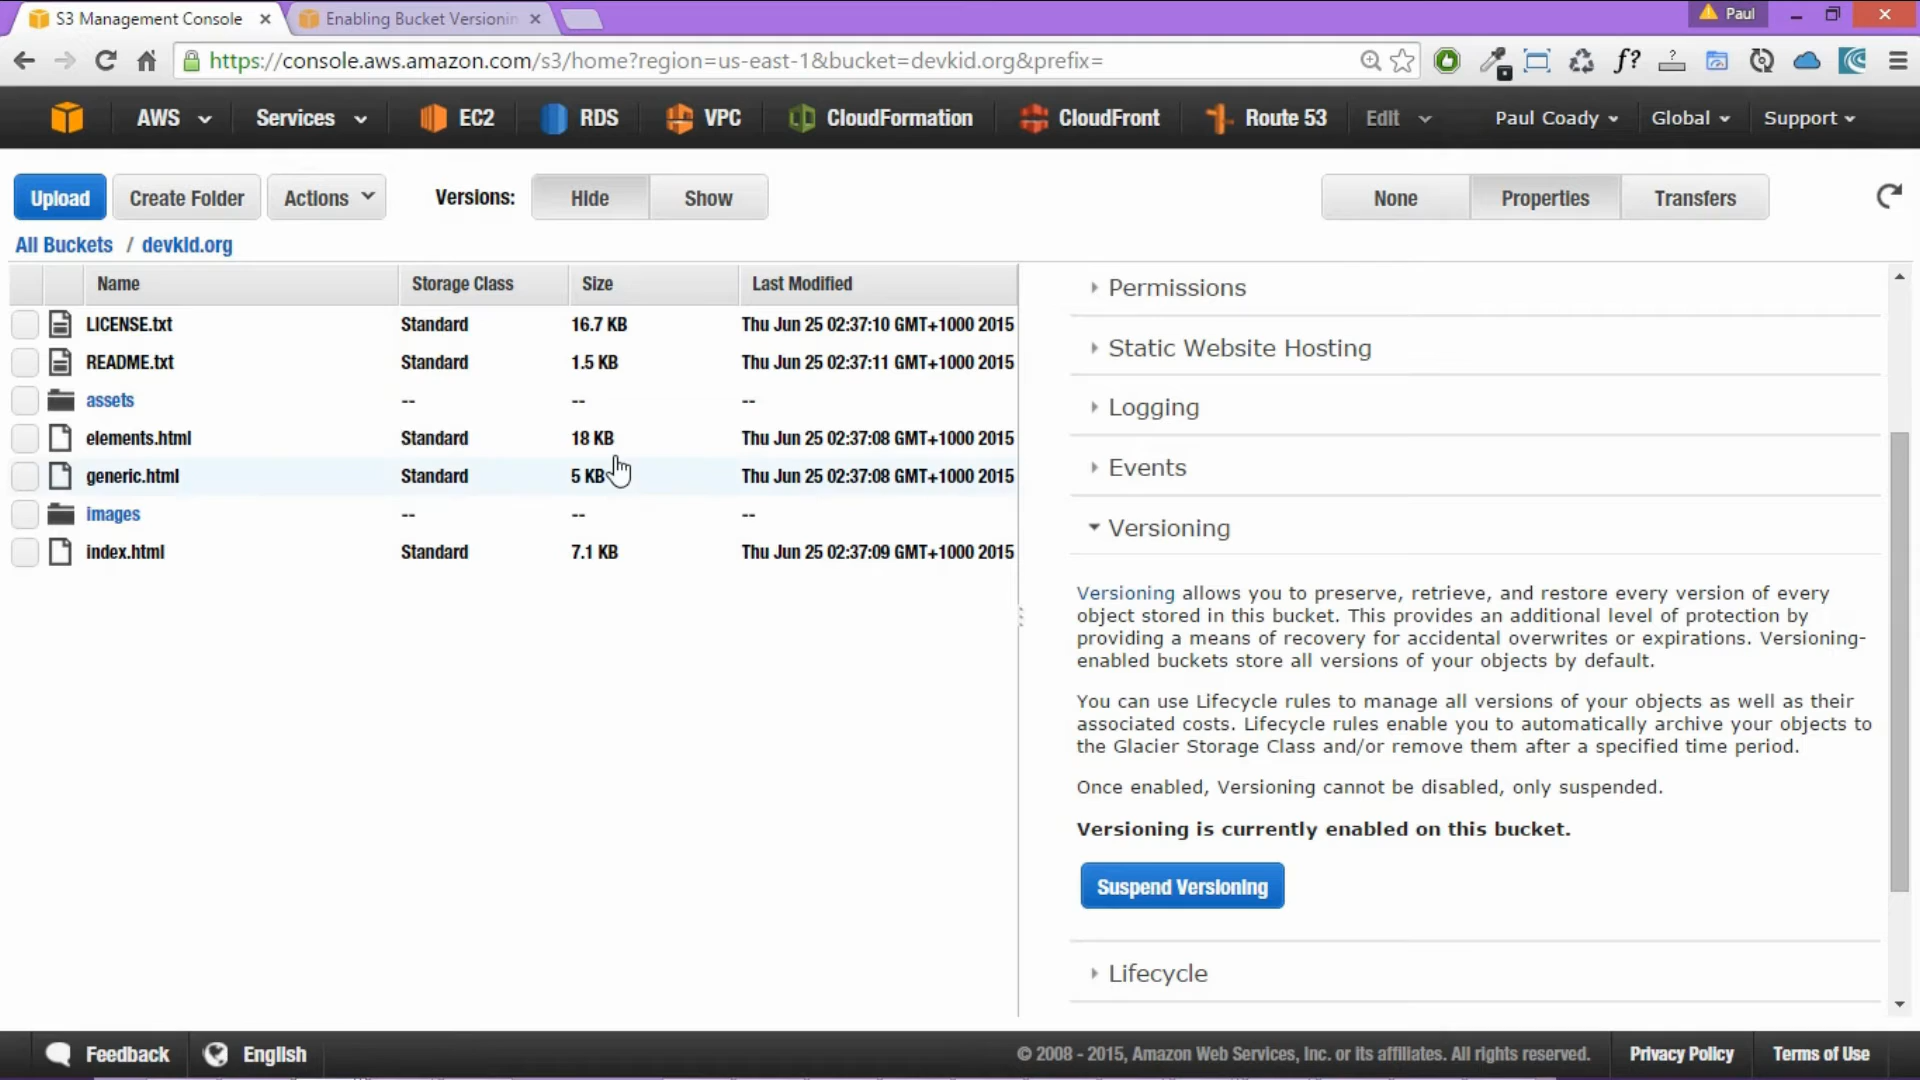 S3 Management Console
Enabling Bucket Versionin
Paul
https://console.aws.amazon.com/s3/home?region=us-east-1&bucket=devkid.org&prefix=
f?
AWS Services EC2 RDS VPC CloudFormation CloudFront Route 53 Edit Paul Coady Global Support
Upload Create Folder Actions Versions: Hide Show None Properties Transfers
All Buckets / devkid.org
Name Storage Class Size Last Modified
LICENSE.txt Standard 16.7 KB Thu Jun 25 02:37:10 GMT+1000 2015
README.txt Standard 1.5 KB Thu Jun 25 02:37:11 GMT+1000 2015
assets -- -- --
elements.html Standard 18 KB Thu Jun 25 02:37:08 GMT+1000 2015
generic.html Standard 5 KB Thu Jun 25 02:37:08 GMT+1000 2015
images -- -- --
index.html Standard 7.1 KB Thu Jun 25 02:37:09 GMT+1000 2015
Permissions
Static Website Hosting
Logging
Events
Versioning
Versioning allows you to preserve, retrieve, and restore every version of every
object stored in this bucket. This provides an additional level of protection by
providing a means of recovery for accidental overwrites or expirations. Versioning-
enabled buckets store all versions of your objects by default.
You can use Lifecycle rules to manage all versions of your objects as well as their
associated costs. Lifecycle rules enable you to automatically archive your objects to
the Glacier Storage Class and/or remove them after a specified time period.
Once enabled, Versioning cannot be disabled, only suspended.
Versioning is currently enabled on this bucket.
Suspend Versioning
Lifecycle
Feedback English © 2008 - 2015, Amazon Web Services, Inc. or its affiliates. All rights reserved. Privacy Policy Terms of Use